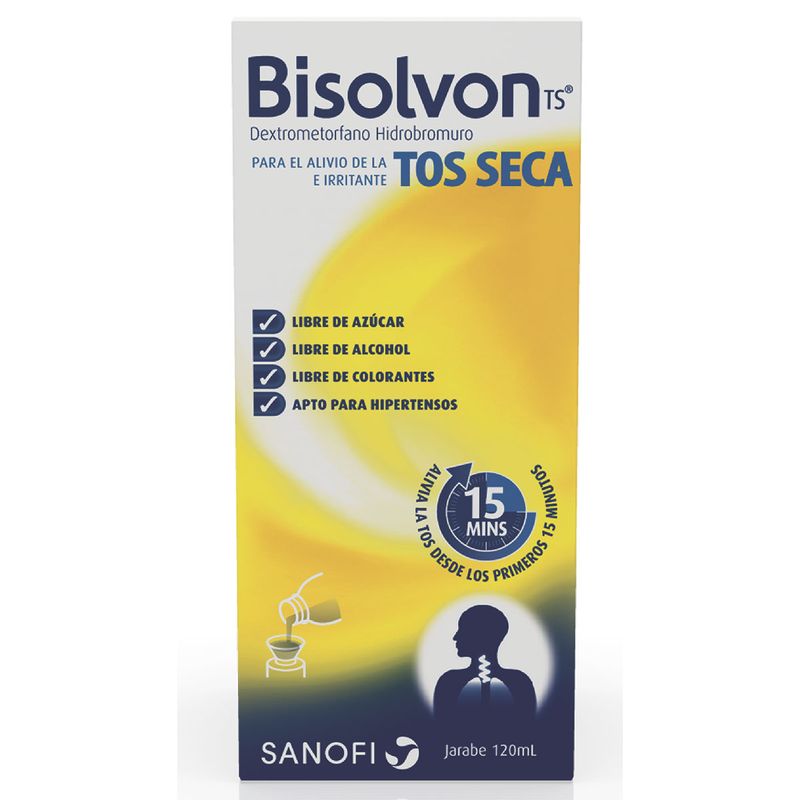 Bisolvon TS®
Dextrometorfano Hidrobromuro
PARA EL ALIVIO DE LA
E IRRITANTE TOS SECA
LIBRE DE AZÚCAR
LIBRE DE ALCOHOL
LIBRE DE COLORANTES
APTO PARA HIPERTENSOS
15
MINS
ALIVIA LA TOS DESDE LOS PRIMEROS 15 MINUTOS
SANOFI
Jarabe 120mL